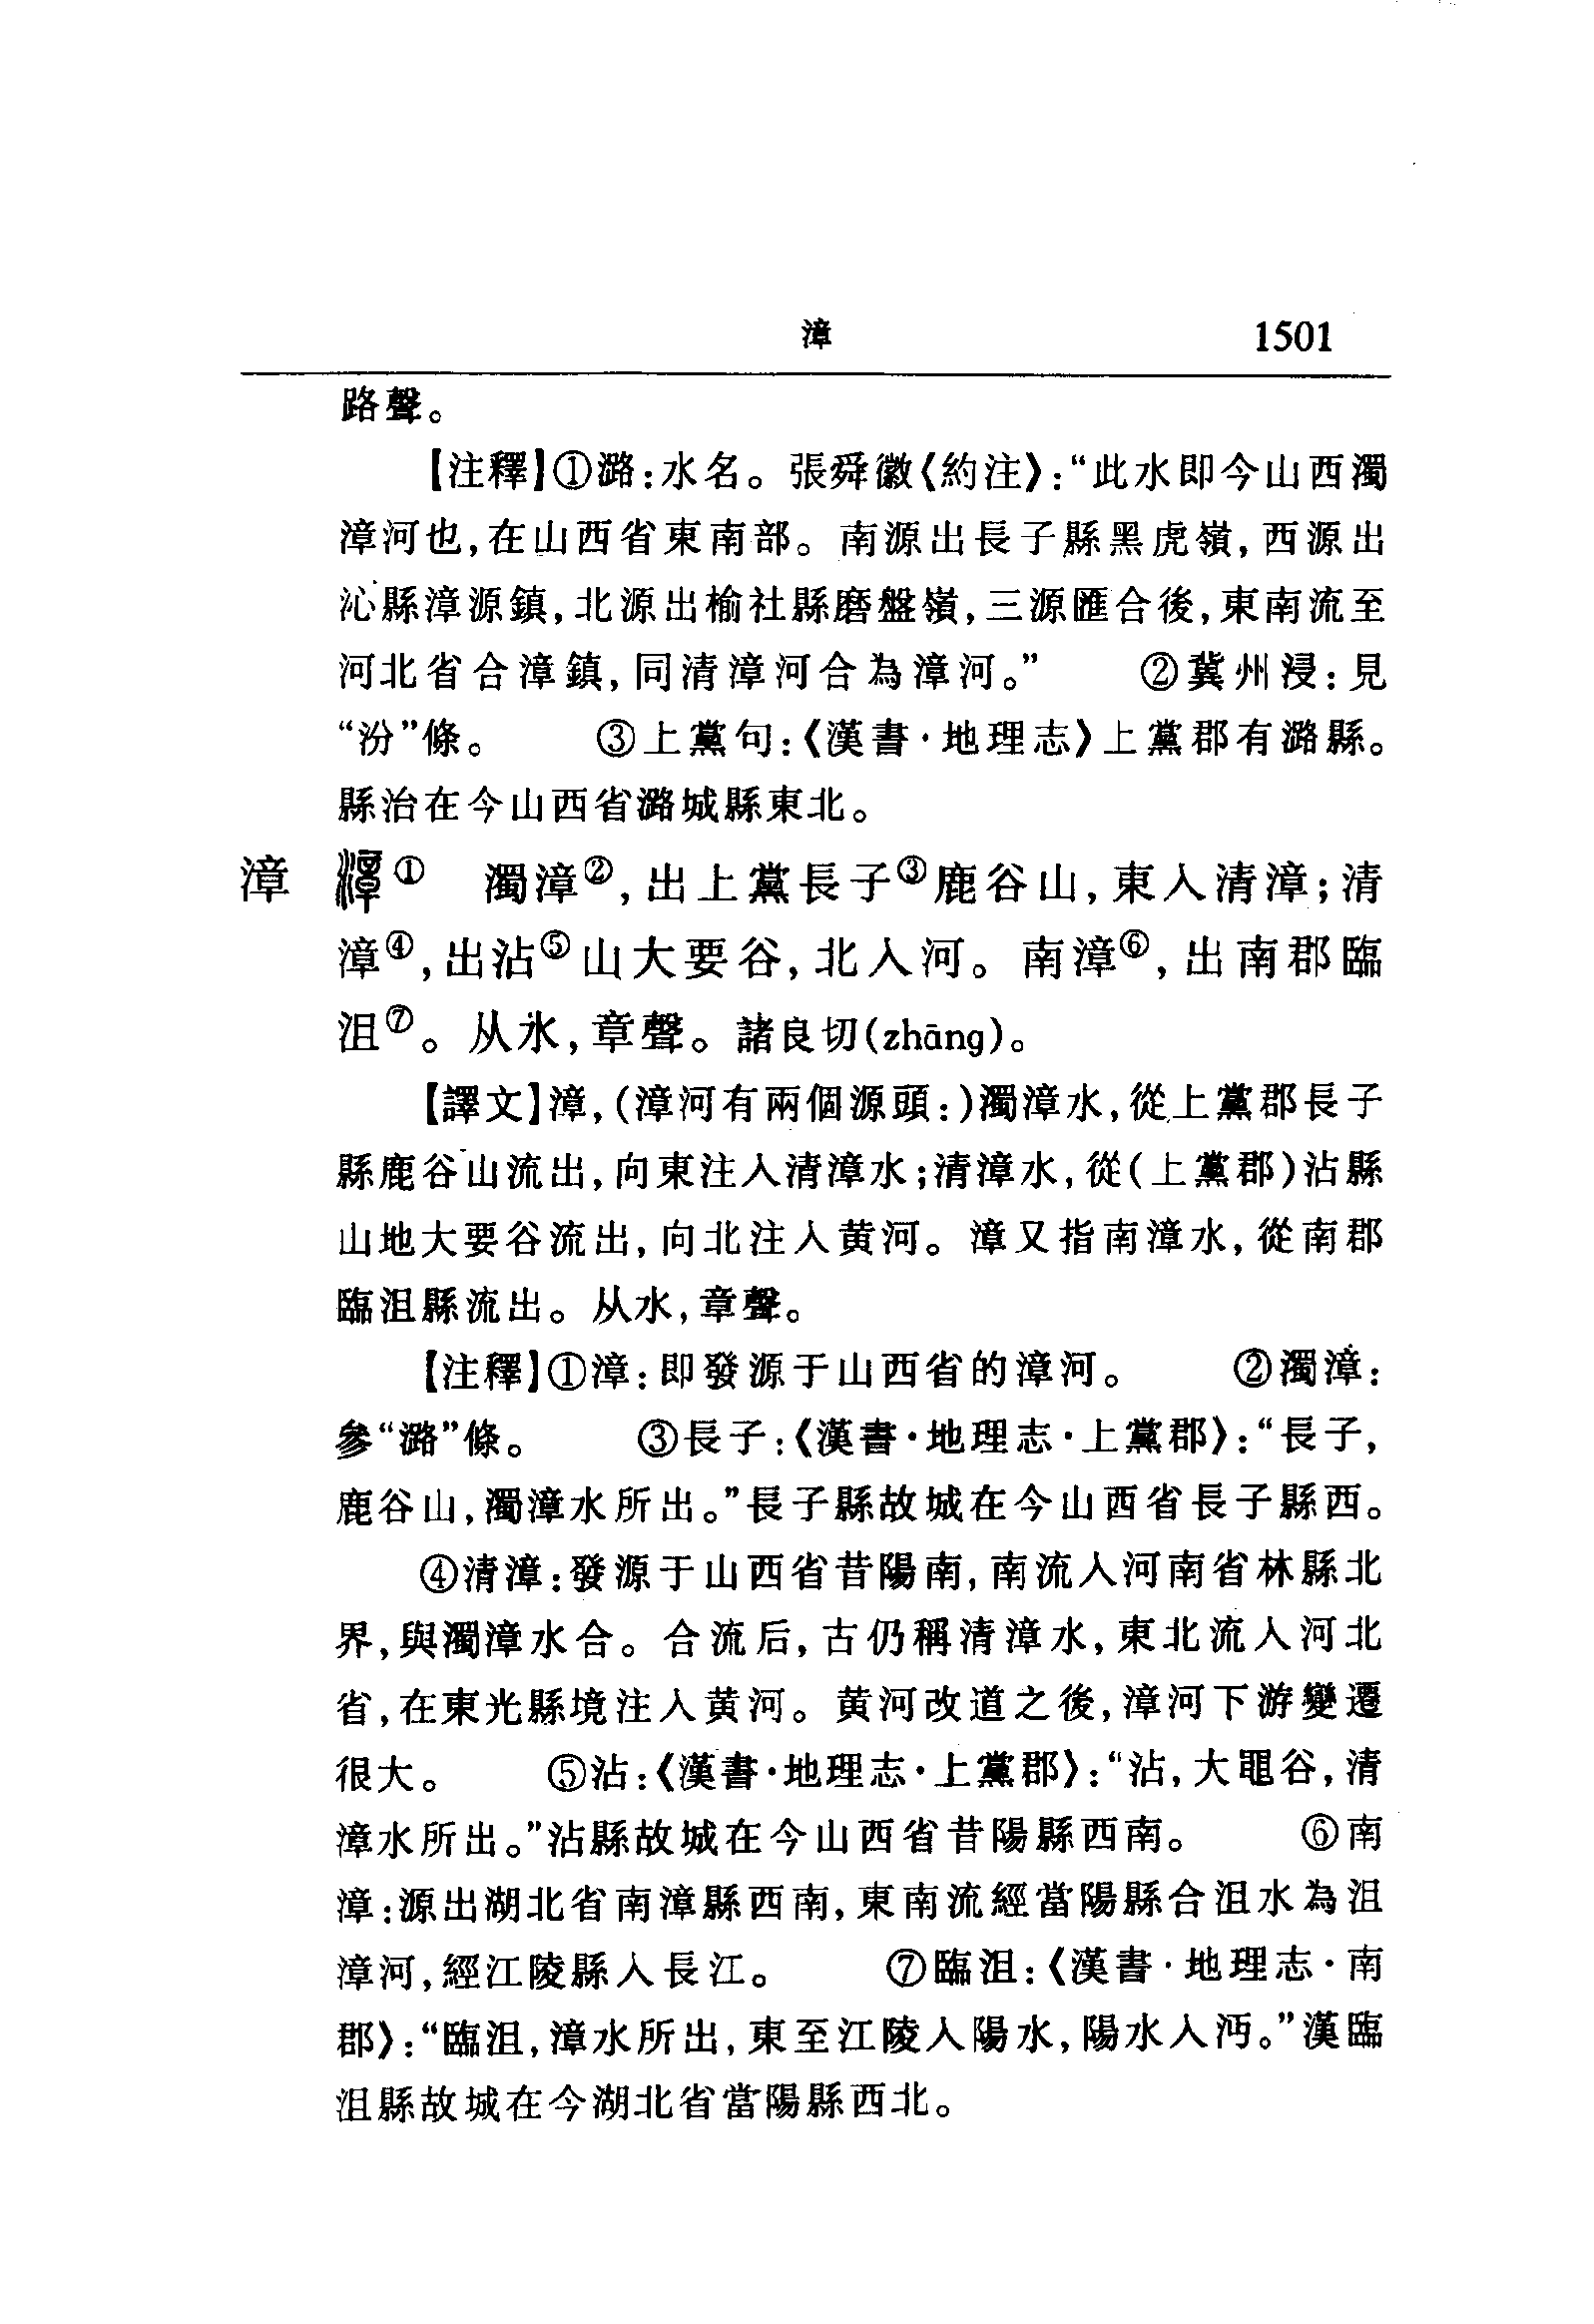 漳 1501
路聲。
【注釋】①潞:水名。張舜徽《約注》:“此水即今山西濁
漳河也,在山西省東南部。南源出長子縣黑虎嶺,西源出
沁縣漳源鎮,北源出榆社縣磨盤嶺,三源匯合後,東南流至
河北省合漳鎮,同清漳河合為漳河。” ②冀州浸:見
“汾”條。 ③上黨句:《漢書·地理志》上黨郡有潞縣。
縣治在今山西省潞城縣東北。
漳 漳① 濁漳②,出上黨長子③鹿谷山,東入清漳;清
漳④,出沾⑤山大要谷,北入河。南漳⑥,出南郡臨
沮⑦。从水,章聲。諸良切(zhāng)。
【譯文】漳,(漳河有兩個源頭:)濁漳水,從上黨郡長子
縣鹿谷山流出,向東注入清漳水;清漳水,從(上黨郡)沾縣
山地大要谷流出,向北注入黄河。漳又指南漳水,從南郡
臨沮縣流出。从水,章聲。
【注釋】①漳:即發源于山西省的漳河。 ②濁漳:
參“潞”條。 ③長子:《漢書·地理志·上黨郡》:“長子,
鹿谷山,濁漳水所出。”長子縣故城在今山西省長子縣西。
④清漳:發源于山西省昔陽南,南流入河南省林縣北
界,與濁漳水合。合流后,古仍稱清漳水,東北流入河北
省,在東光縣境注入黄河。黄河改道之後,漳河下游變遷
很大。 ⑤沾:《漢書·地理志·上黨郡》:“沾,大黽谷,清
漳水所出。”沾縣故城在今山西省昔陽縣西南。 ⑥南
漳:源出湖北省南漳縣西南,東南流經當陽縣合沮水為沮
漳河,經江陵縣入長江。 ⑦臨沮:《漢書·地理志·南
郡》:“臨沮,漳水所出,東至江陵入陽水,陽水入沔。”漢臨
沮縣故城在今湖北省當陽縣西北。